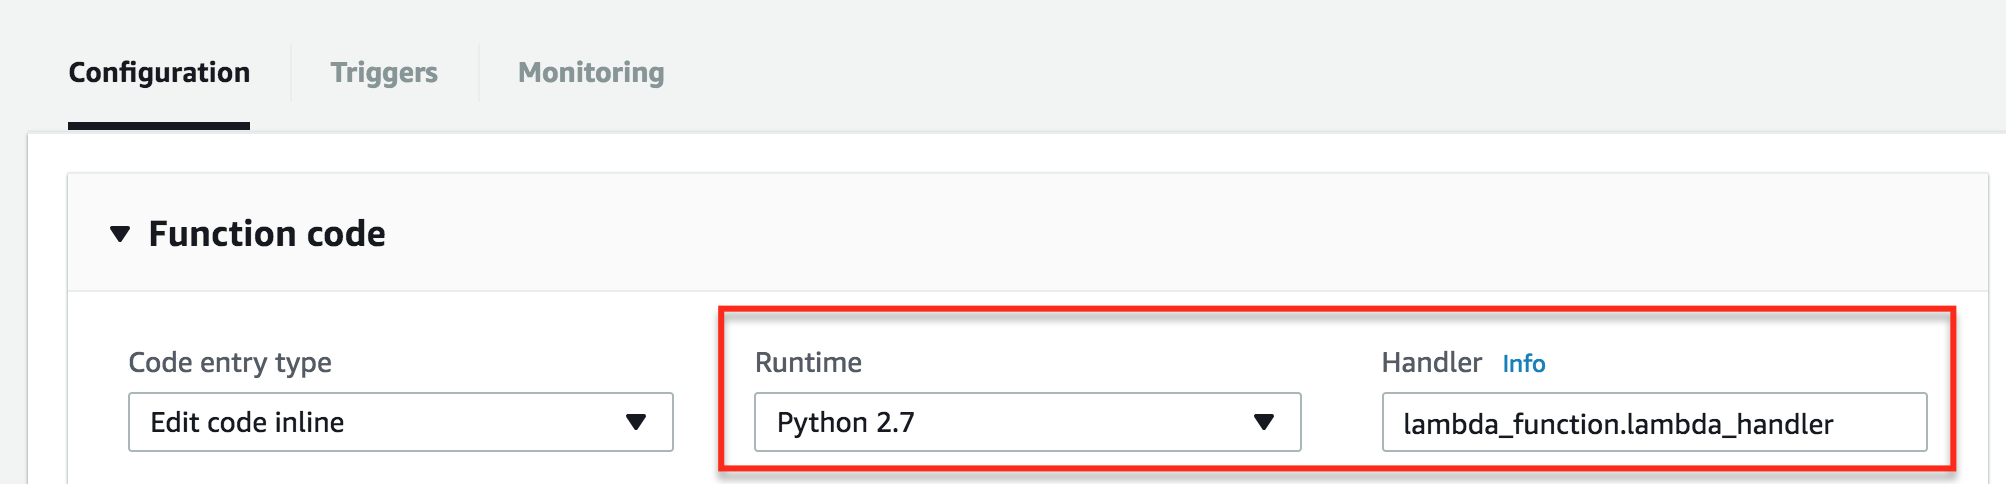 Configuration Triggers Monitoring
Function code
Code entry type Runtime Handler Info
Edit code inline Python 2.7 lambda_function.lambda_handler